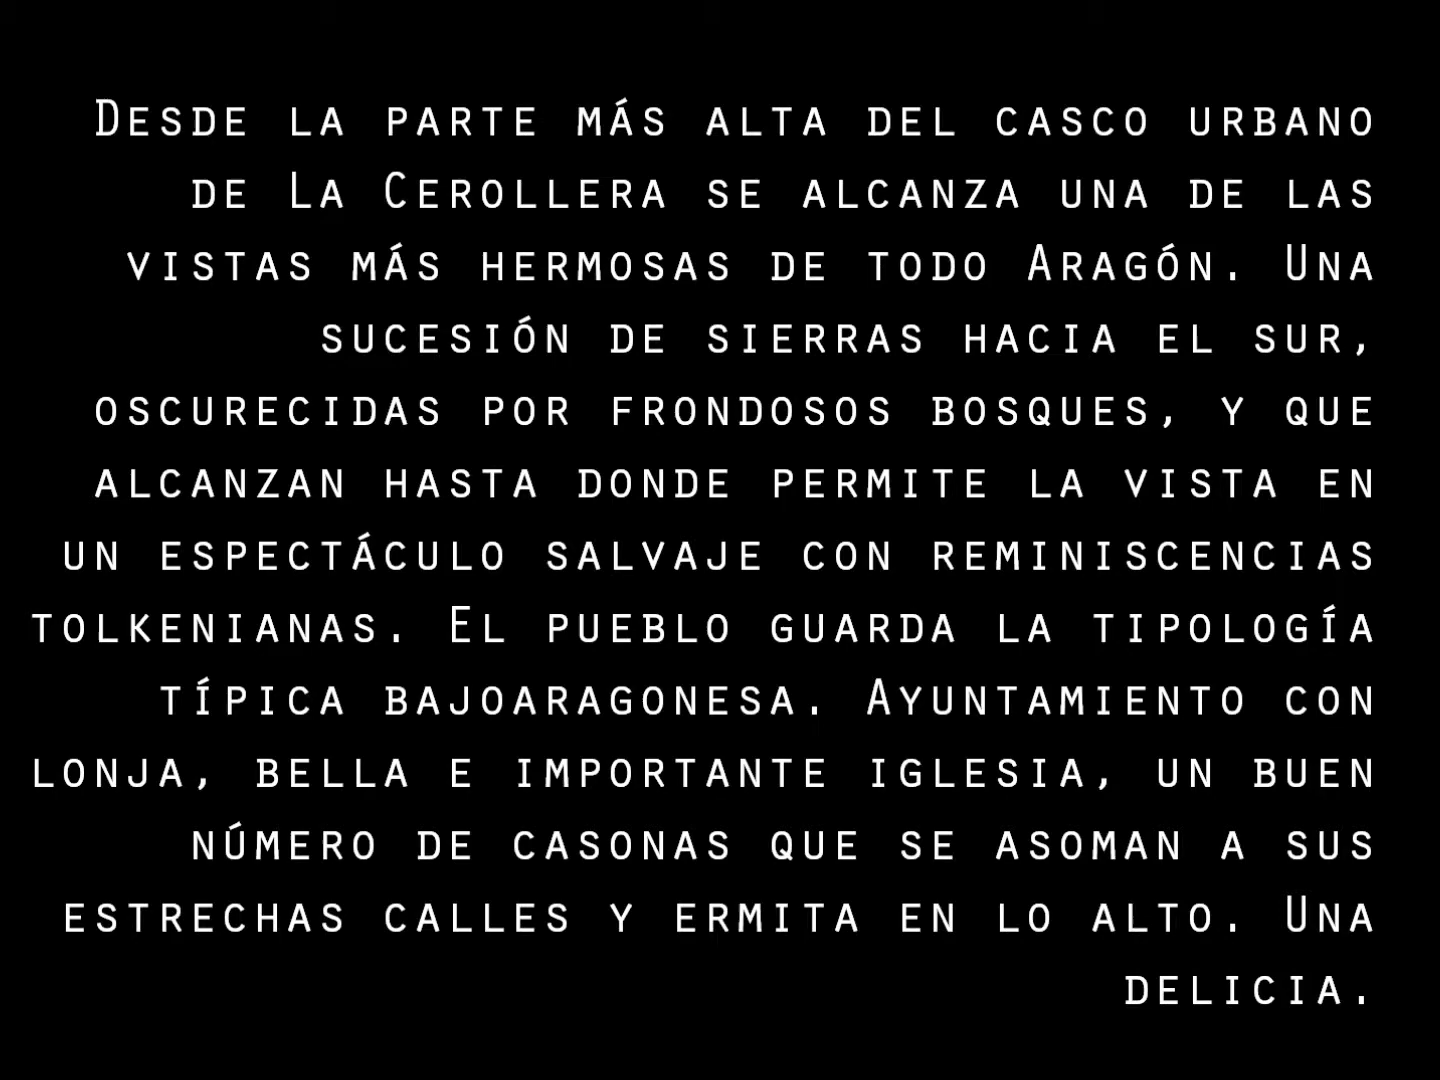 Desde la parte más alta del casco urbano
de La Cerollera se alcanza una de las
vistas más hermosas de todo Aragón. Una
sucesión de sierras hacia el sur,
oscurecidas por frondosos bosques, y que
alcanzan hasta donde permite la vista en
un espectáculo salvaje con reminiscencias
tolkenianas. El pueblo guarda la tipología
típica bajoaragonesa. Ayuntamiento con
lonja, bella e importante iglesia, un buen
número de casonas que se asoman a sus
estrechas calles y ermita en lo alto. Una
delicia.